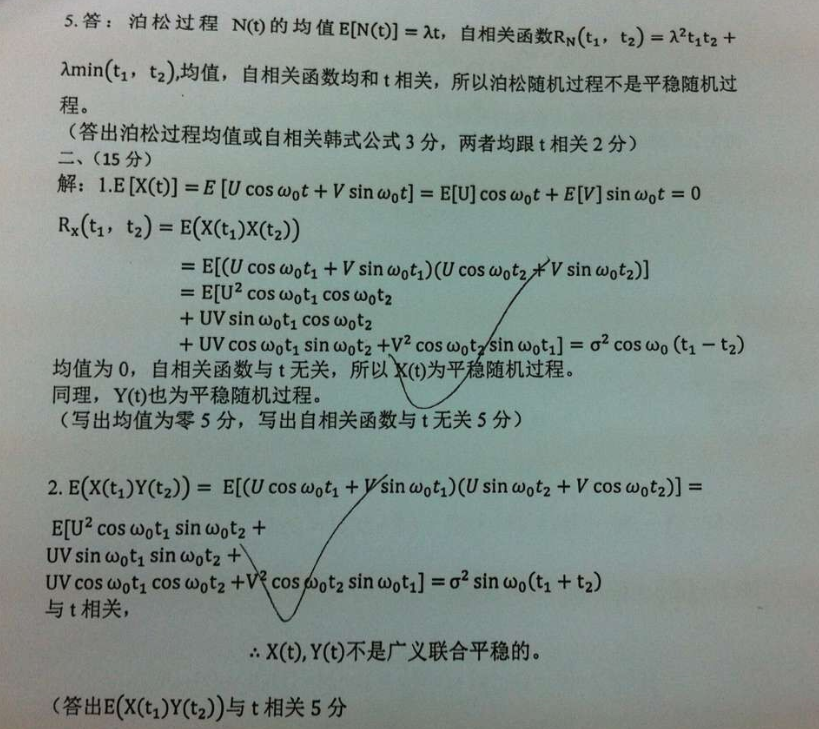 5.答：泊松过程 N(t)的均值E[N(t)] = λt，自相关函数R_N(t₁，t₂) = λ²t₁t₂ +
λmin(t₁，t₂),均值，自相关函数均和 t 相关，所以泊松随机过程不是平稳随机过
程。
（答出泊松过程均值或自相关韩式公式 3 分，两者均跟 t 相关 2 分）
二、（15 分）
解：1.E [X(t)] = E [U cos ω₀t + V sin ω₀t] = E[U] cos ω₀t + E[V] sin ω₀t = 0
Rₓ(t₁，t₂) = E(X(t₁)X(t₂))
= E[(U cos ω₀t₁ + V sin ω₀t₁)(U cos ω₀t₂ + V sin ω₀t₂)]
= E[U² cos ω₀t₁ cos ω₀t₂
+ UV sin ω₀t₁ cos ω₀t₂
+ UV cos ω₀t₁ sin ω₀t₂ +V² cos ω₀t₂ sin ω₀t₁] = σ² cos ω₀ (t₁ − t₂)
均值为 0，自相关函数与 t 无关，所以 X(t)为平稳随机过程。
同理，Y(t)也为平稳随机过程。
（写出均值为零 5 分，写出自相关函数与 t 无关 5 分）
2. E(X(t₁)Y(t₂)) = E[(U cos ω₀t₁ + V sin ω₀t₁)(U sin ω₀t₂ + V cos ω₀t₂)] =
E[U² cos ω₀t₁ sin ω₀t₂ +
UV sin ω₀t₁ sin ω₀t₂ +
UV cos ω₀t₁ cos ω₀t₂ +V² cos ω₀t₂ sin ω₀t₁] = σ² sin ω₀(t₁ + t₂)
与 t 相关，
∴ X(t), Y(t)不是广义联合平稳的。
（答出E(X(t₁)Y(t₂))与 t 相关 5 分